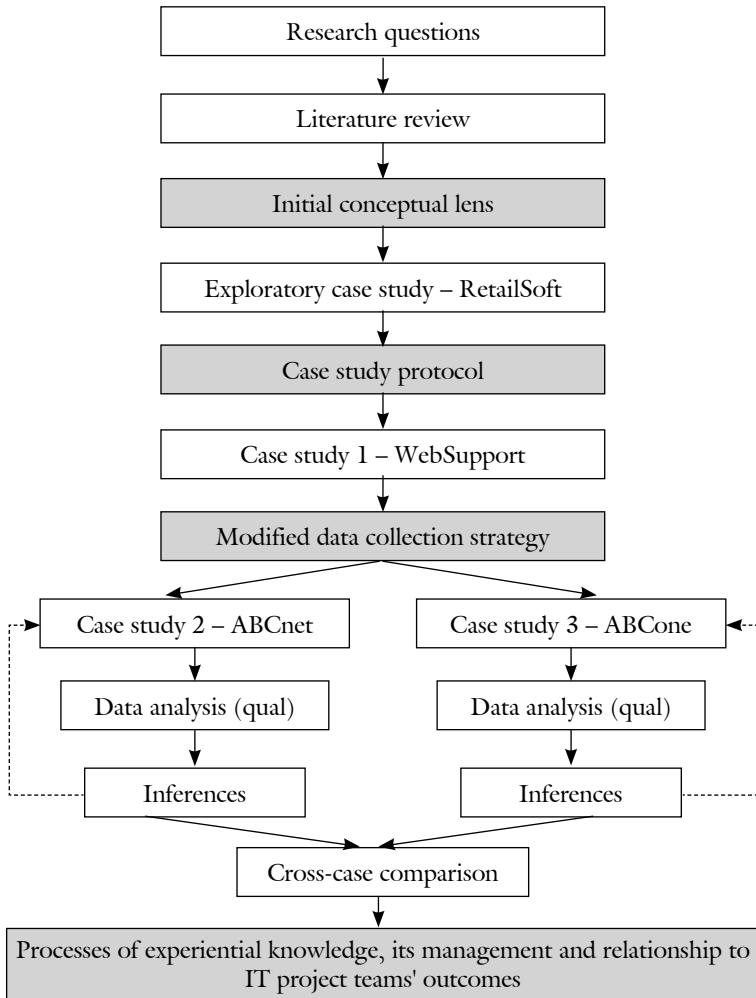 Research questions
Literature review
Initial conceptual lens
Exploratory case study – RetailSoft
Case study protocol
Case study 1 – WebSupport
Modified data collection strategy
Case study 2 – ABCnet
Case study 3 – ABCone
Data analysis (qual)
Data analysis (qual)
Inferences
Inferences
Cross-case comparison
Processes of experiential knowledge, its management and relationship to
IT project teams' outcomes